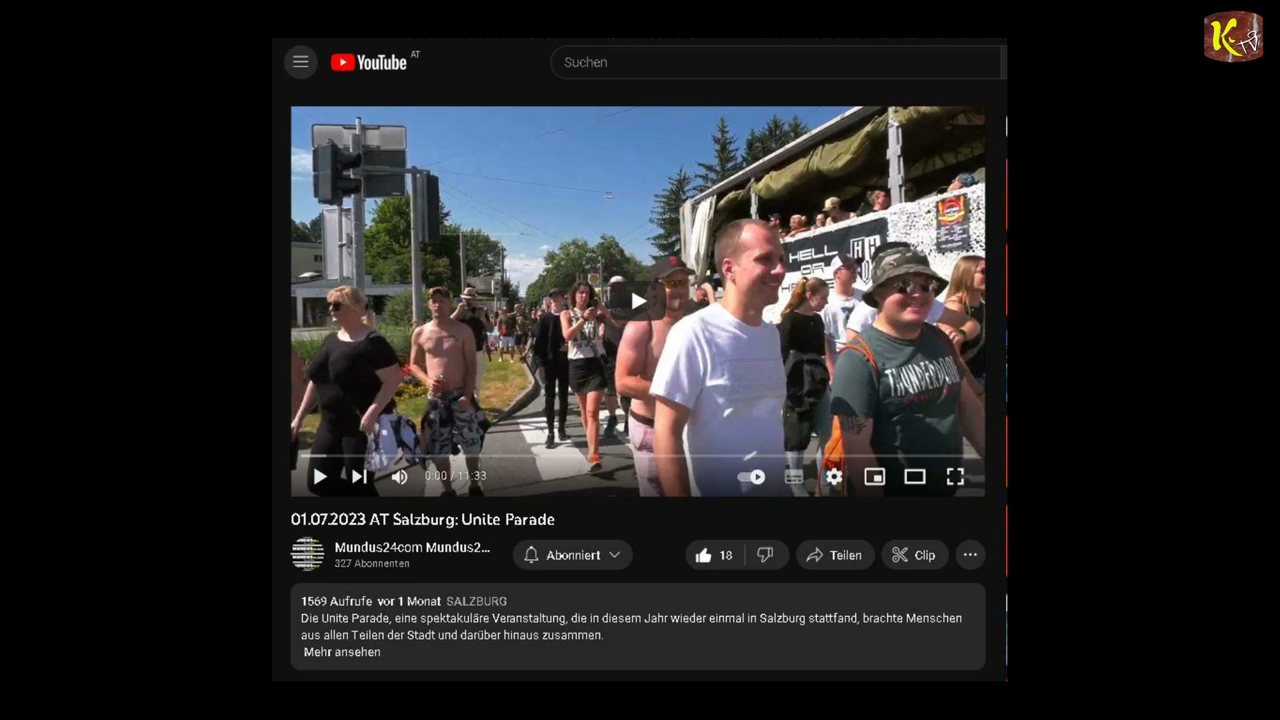 K TV
YouTube AT
Suchen
HELL
OR
THUNDERDOME
0:00 / 11:33
01.07.2023 AT Salzburg: Unite Parade
Mundus24com Mundus2...
327 Abonnenten
Abonniert
18
Teilen
Clip
1569 Aufrufe vor 1 Monat SALZBURG
Die Unite Parade, eine spektakuläre Veranstaltung, die in diesem Jahr wieder einmal in Salzburg stattfand, brachte Menschen
aus allen Teilen der Stadt und darüber hinaus zusammen.
Mehr ansehen